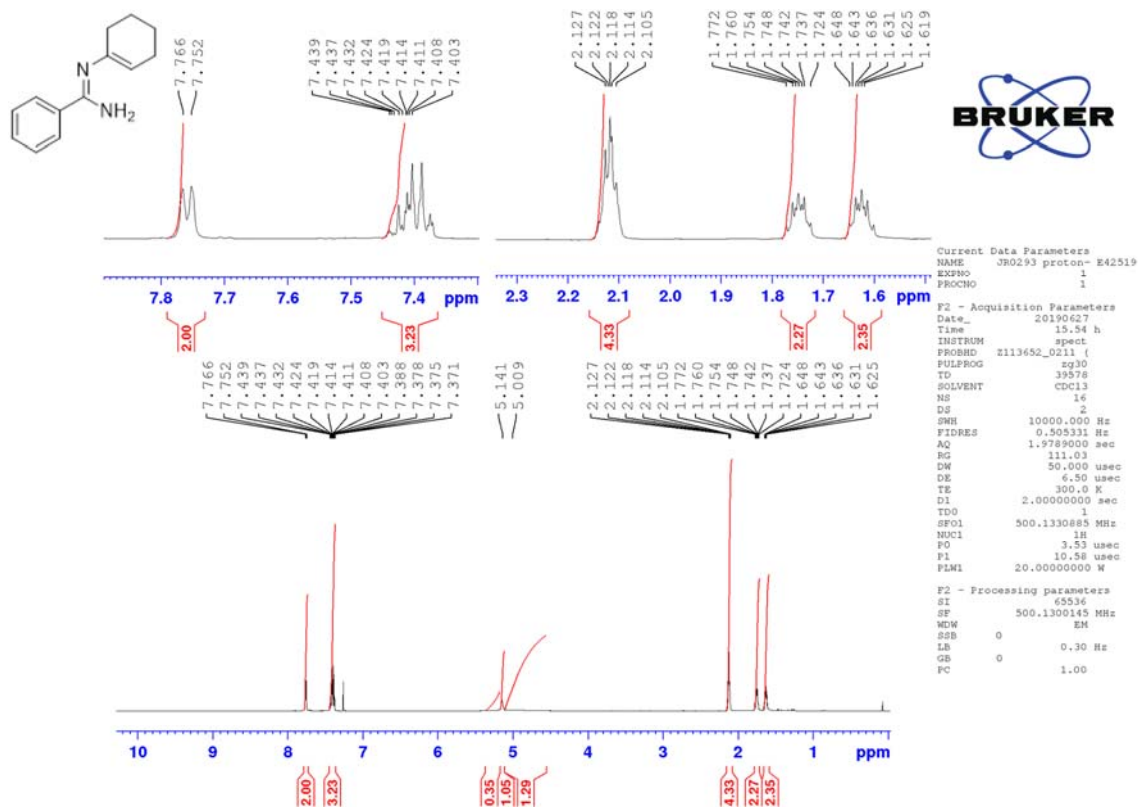 N
NH2
7.766
7.752
7.439
7.437
7.432
7.424
7.419
7.414
7.411
7.408
7.403
2.127
2.122
2.118
2.114
2.105
1.772
1.760
1.754
1.748
1.742
1.737
1.724
1.648
1.643
1.636
1.631
1.625
1.619
BRUKER
7.8 7.7 7.6 7.5 7.4 ppm
2.3 2.2 2.1 2.0 1.9 1.8 1.7 1.6 ppm
2.00
3.23
4.33
2.27
2.35
7.766
7.752
7.439
7.437
7.432
7.424
7.419
7.414
7.411
7.408
7.403
7.388
7.378
7.375
7.371
5.141
5.009
2.127
2.122
2.118
2.114
2.105
1.772
1.760
1.754
1.748
1.742
1.737
1.724
1.648
1.643
1.636
1.631
1.625
10 9 8 7 6 5 4 3 2 1 ppm
2.00
3.23
0.35
1.05
1.29
4.33
2.27
2.35
Current Data Parameters
NAME JR0293 proton- E42519
EXPNO 1
PROCNO 1
F2 - Acquisition Parameters
Date_ 20190627
Time 15.54 h
INSTRUM spect
PROBHD Z113652_0211 (
PULPROG zg30
TD 39578
SOLVENT CDCl3
NS 16
DS 2
SWH 10000.000 Hz
FIDRES 0.505331 Hz
AQ 1.9789000 sec
RG 111.03
DW 50.000 usec
DE 6.50 usec
TE 300.0 K
D1 2.00000000 sec
TD0 1
SFO1 500.1330885 MHz
NUC1 1H
P0 3.53 usec
P1 10.58 usec
PLW1 20.00000000 W
F2 - Processing parameters
SI 65536
SF 500.1300145 MHz
WDW EM
SSB 0
LB 0.30 Hz
GB 0
PC 1.00